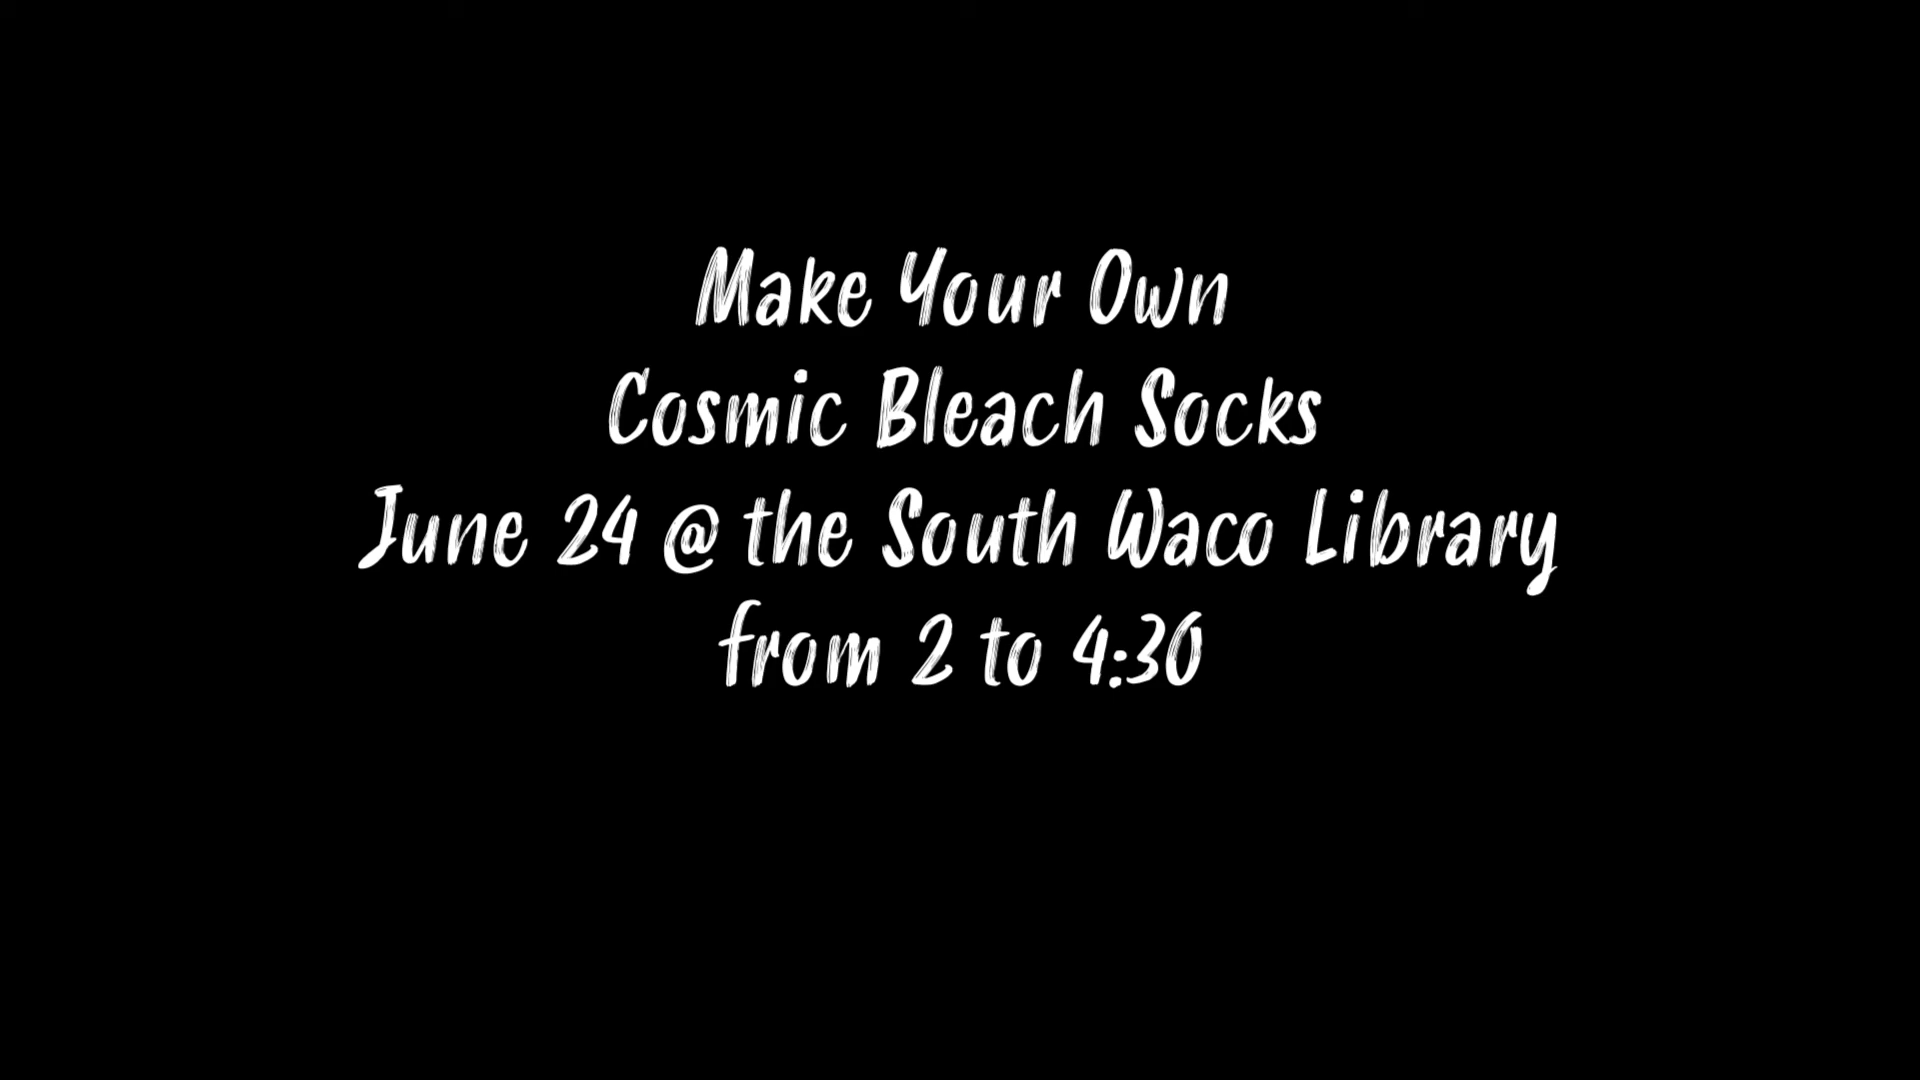 Make Your Own
Cosmic Bleach Socks
June 24 @ the South Waco Library
from 2 to 4:30